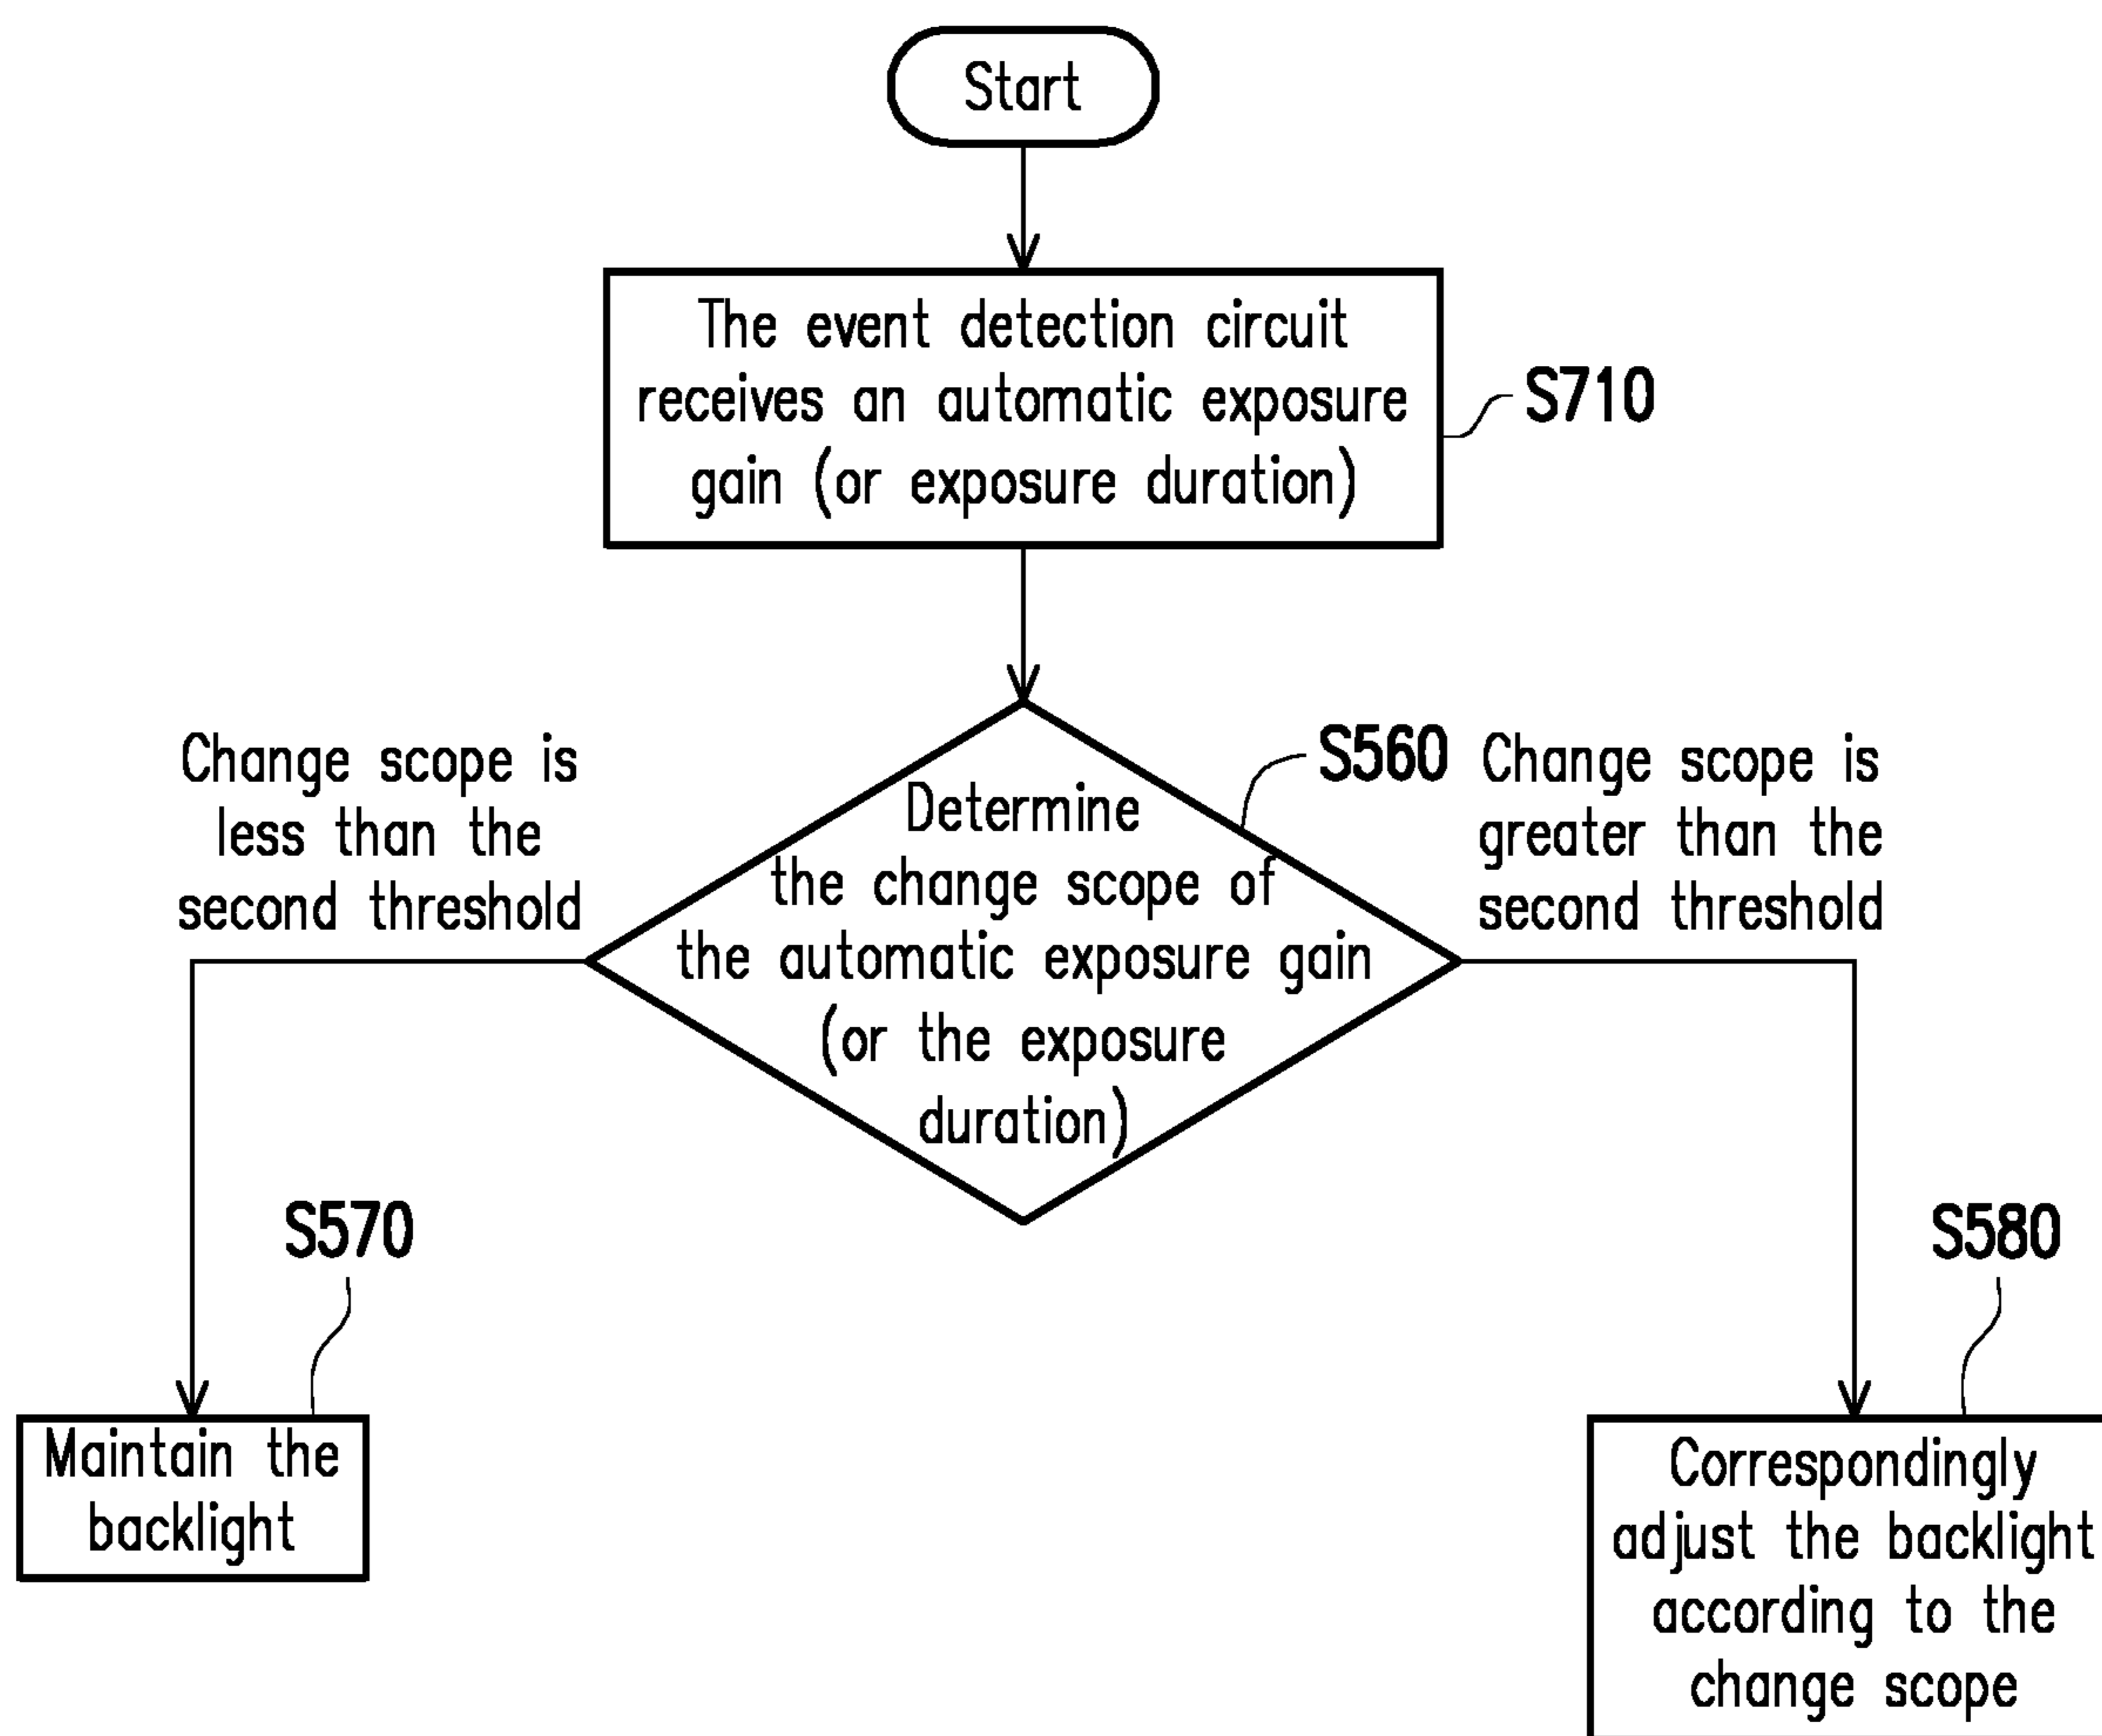 Start
The event detection circuit
receives an automatic exposure
gain (or exposure duration)
S710
Change scope is
less than the
second threshold
S560
Determine
the change scope of
the automatic exposure gain
(or the exposure
duration)
Change scope is
greater than the
second threshold
S570
Maintain the
backlight
S580
Correspondingly
adjust the backlight
according to the
change scope